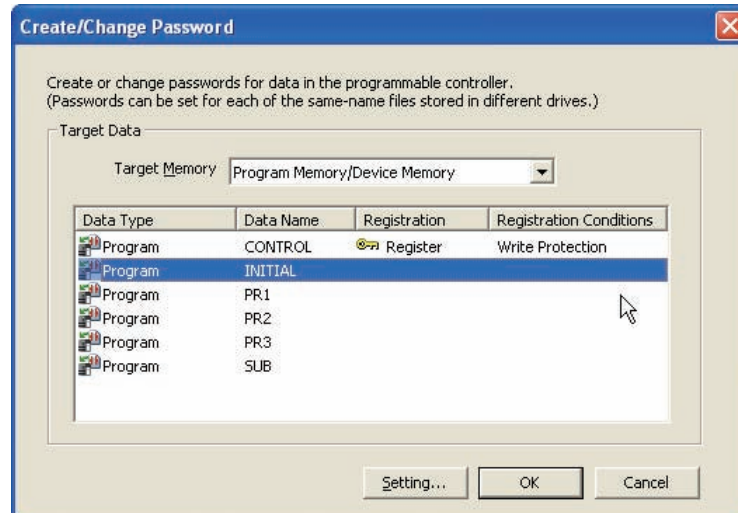 Create/Change Password
Create or change passwords for data in the programmable controller.
(Passwords can be set for each of the same-name files stored in different drives.)
Target Data
Target Memory Program Memory/Device Memory
Data Type Data Name Registration Registration Conditions
Program CONTROL Register Write Protection
Program INITIAL
Program PR1
Program PR2
Program PR3
Program SUB
Setting... OK Cancel